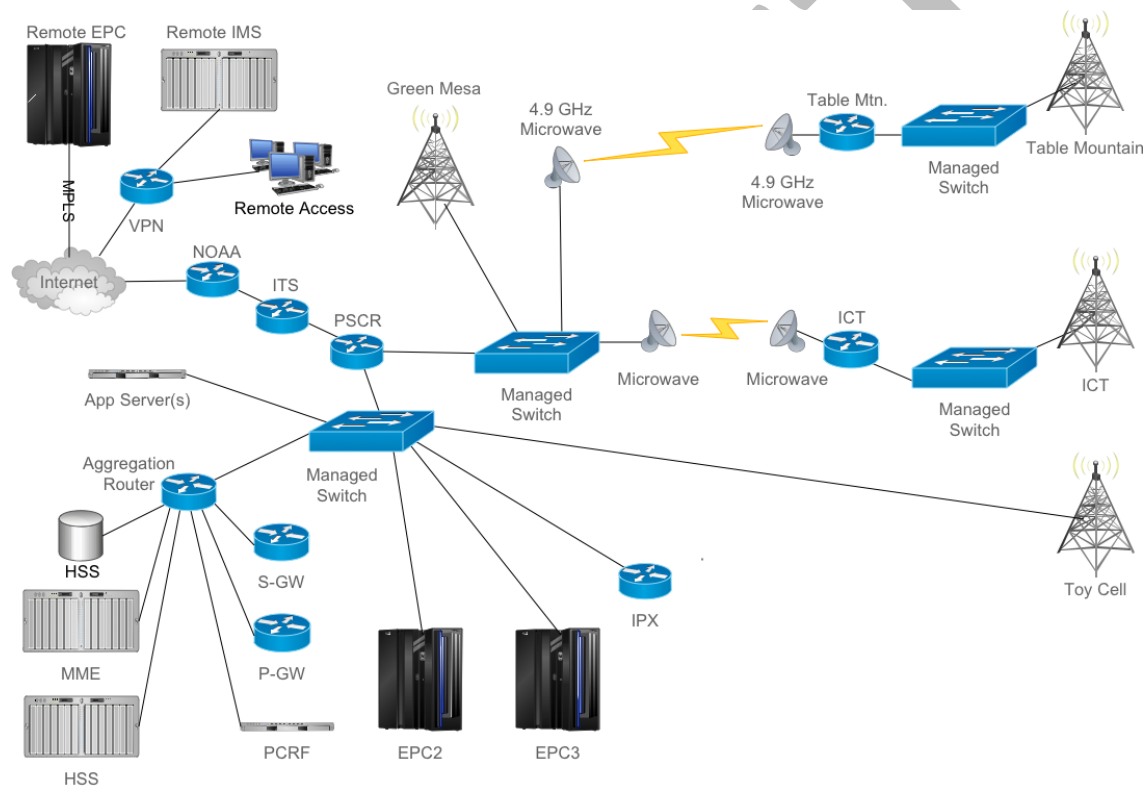 Remote EPC
Remote IMS
Green Mesa
4.9 GHz
Microwave
Table Mtn.
Table Mountain
Managed
Switch
4.9 GHz
Microwave
MPLS
VPN
Remote Access
Internet
NOAA
ITS
PSCR
ICT
Managed
Switch
Microwave
Microwave
Managed
Switch
ICT
App Server(s)
Managed
Switch
Aggregation
Router
HSS
S-GW
Toy Cell
IPX
MME
P-GW
HSS
PCRF
EPC2
EPC3